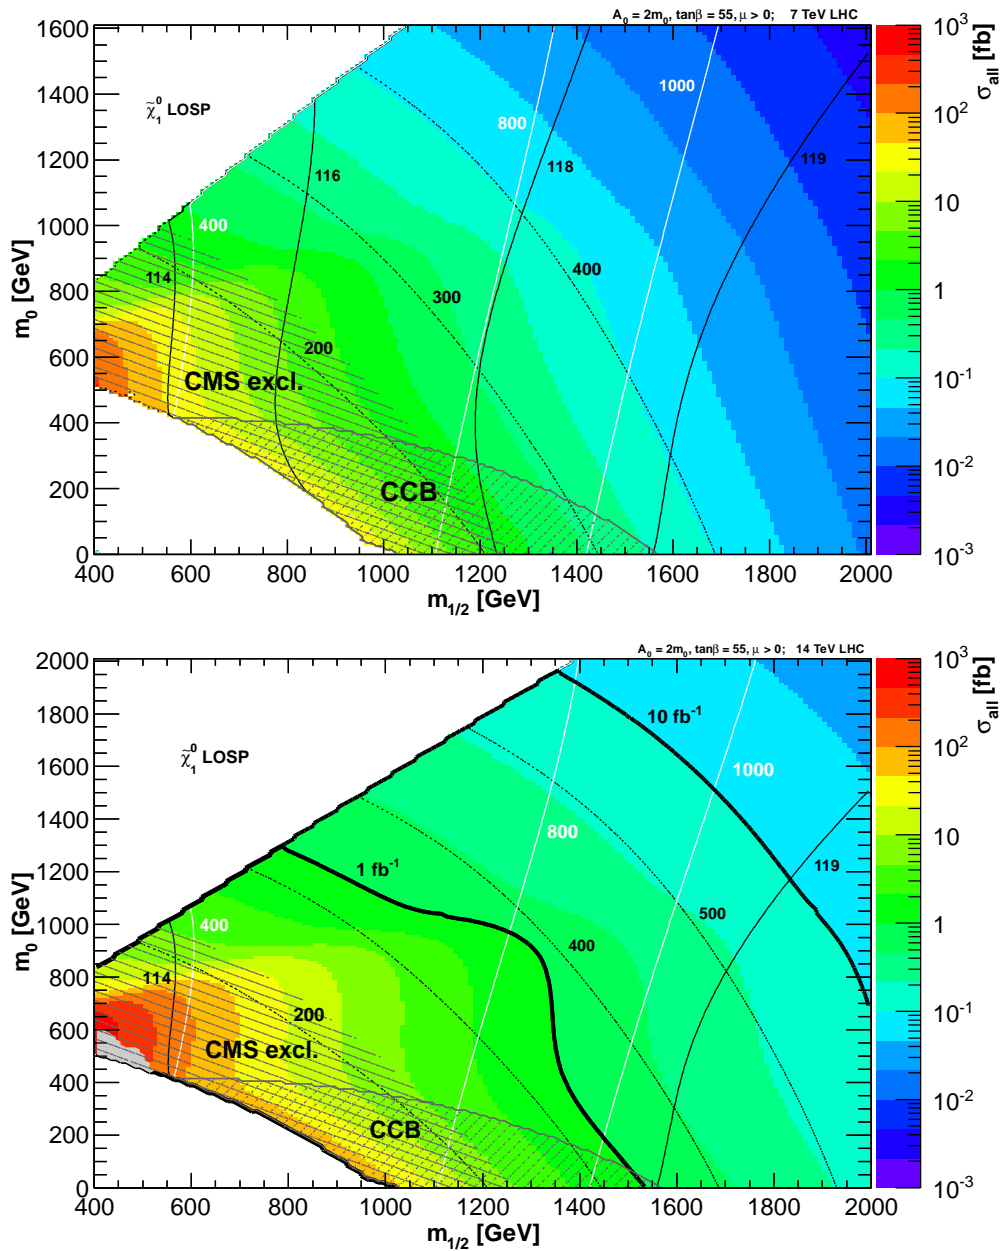 A₀ = 2m₀, tanβ = 55, μ > 0; 7 TeV LHC
1600
1400
1200
1000
800
600
400
200
0
m₀ [GeV]
χ̃₁⁰ LOSP
116
400
114
200
CMS excl.
CCB
300
400
800
118
1000
119
400 600 800 1000 1200 1400 1600 1800 2000
m₁/₂ [GeV]
10³
10²
10
1
10⁻¹
10⁻²
10⁻³
σall [fb]
A₀ = 2m₀, tanβ = 55, μ > 0; 14 TeV LHC
2000
1800
1600
1400
1200
1000
800
600
400
200
0
m₀ [GeV]
χ̃₁⁰ LOSP
10 fb⁻¹
1000
800
1 fb⁻¹
119
500
400
400
114
200
CMS excl.
CCB
400 600 800 1000 1200 1400 1600 1800 2000
m₁/₂ [GeV]
10³
10²
10
1
10⁻¹
10⁻²
10⁻³
σall [fb]